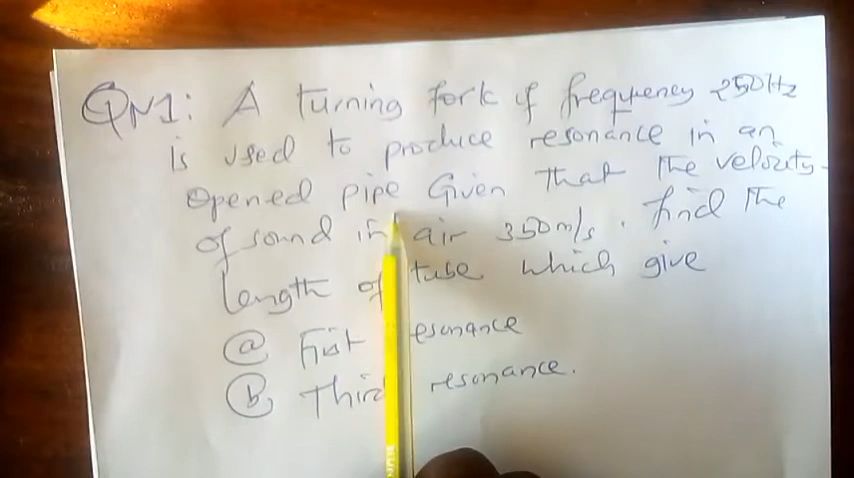 QN1: A turning fork of frequency 250Hz
is used to produce resonance in an
opened pipe Given that the velocity
of sound in air 350m/s. find the
length of tube which give
(a) First resonance
(b) Third resonance.